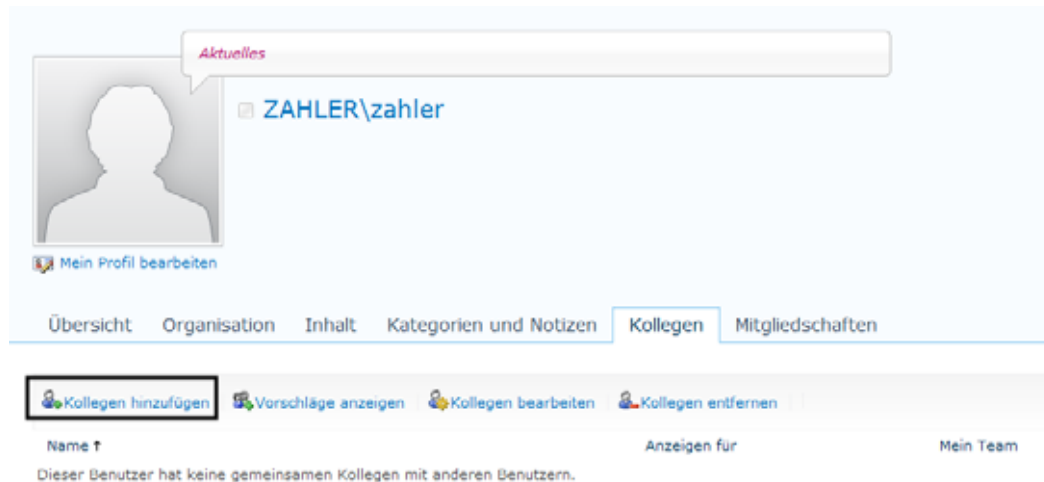 Aktuelles
ZAHLER\zahler
Mein Profil bearbeiten
Übersicht Organisation Inhalt Kategorien und Notizen Kollegen Mitgliedschaften
Kollegen hinzufügen Vorschläge anzeigen Kollegen bearbeiten Kollegen entfernen
Name ↑ Anzeigen für Mein Team
Dieser Benutzer hat keine gemeinsamen Kollegen mit anderen Benutzern.